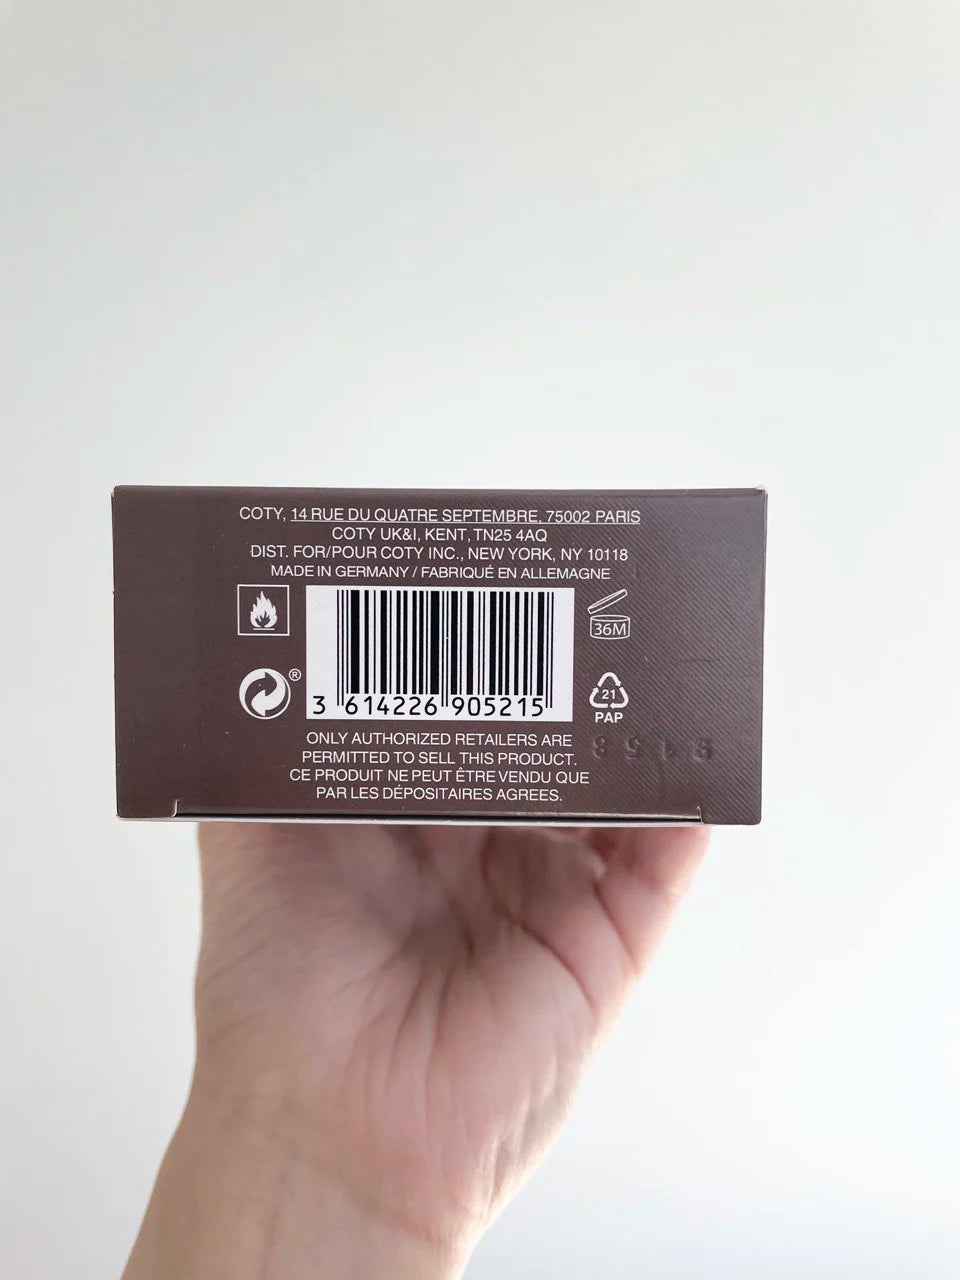 COTY, 14 RUE DU QUATRE SEPTEMBRE, 75002 PARIS
COTY UK&I, KENT, TN25 4AQ
DIST. FOR/POUR COTY INC., NEW YORK, NY 10118
MADE IN GERMANY / FABRIQUÉ EN ALLEMAGNE
36M
®
21
PAP
3 614226 905215
ONLY AUTHORIZED RETAILERS ARE
PERMITTED TO SELL THIS PRODUCT.
CE PRODUIT NE PEUT ÊTRE VENDU QUE
PAR LES DÉPOSITAIRES AGREES.